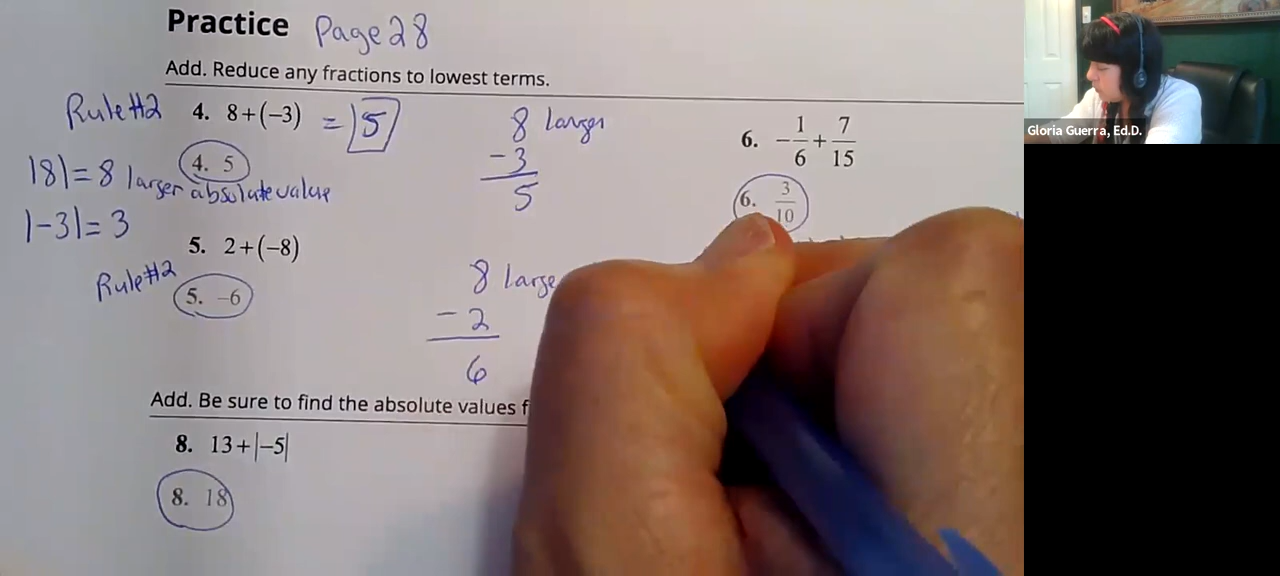 Practice Page 28
Add. Reduce any fractions to lowest terms.
Rule #2 4. 8+(−3) = 5
4. 5
|8| = 8 larger absolute value
|−3| = 3
8 larger
− 3
5
5. 2+(−8)
Rule #2
5. −6
8 large
− 2
6
6. −1/6 + 7/15
6. 3/10
Add. Be sure to find the absolute values
8. 13+|−5|
8. 18
Gloria Guerra, Ed.D.